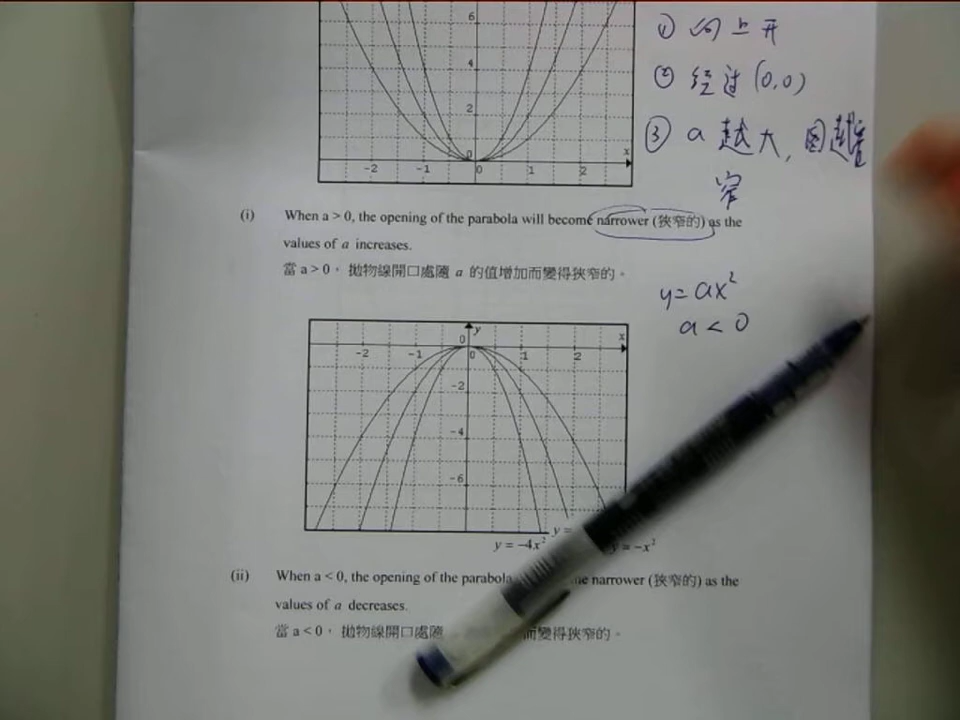 ① 向上开
② 经过(0,0)
③ a 越大, 图越
窄
6
4
2
0
x
-2 -1 0 1 2
(i) When a > 0, the opening of the parabola will become narrower (狹窄的) as the
values of a increases.
當 a > 0， 拋物線開口處隨 a 的值增加而變得狹窄的。
y = ax²
a < 0
y
0
x
-2 -1 0 1 2
-2
-4
-6
y =
y = -4x² y = -x²
(ii) When a < 0, the opening of the parabola narrower (狹窄的) as the
values of a decreases.
當 a < 0， 拋物線開口處隨 而變得狹窄的。